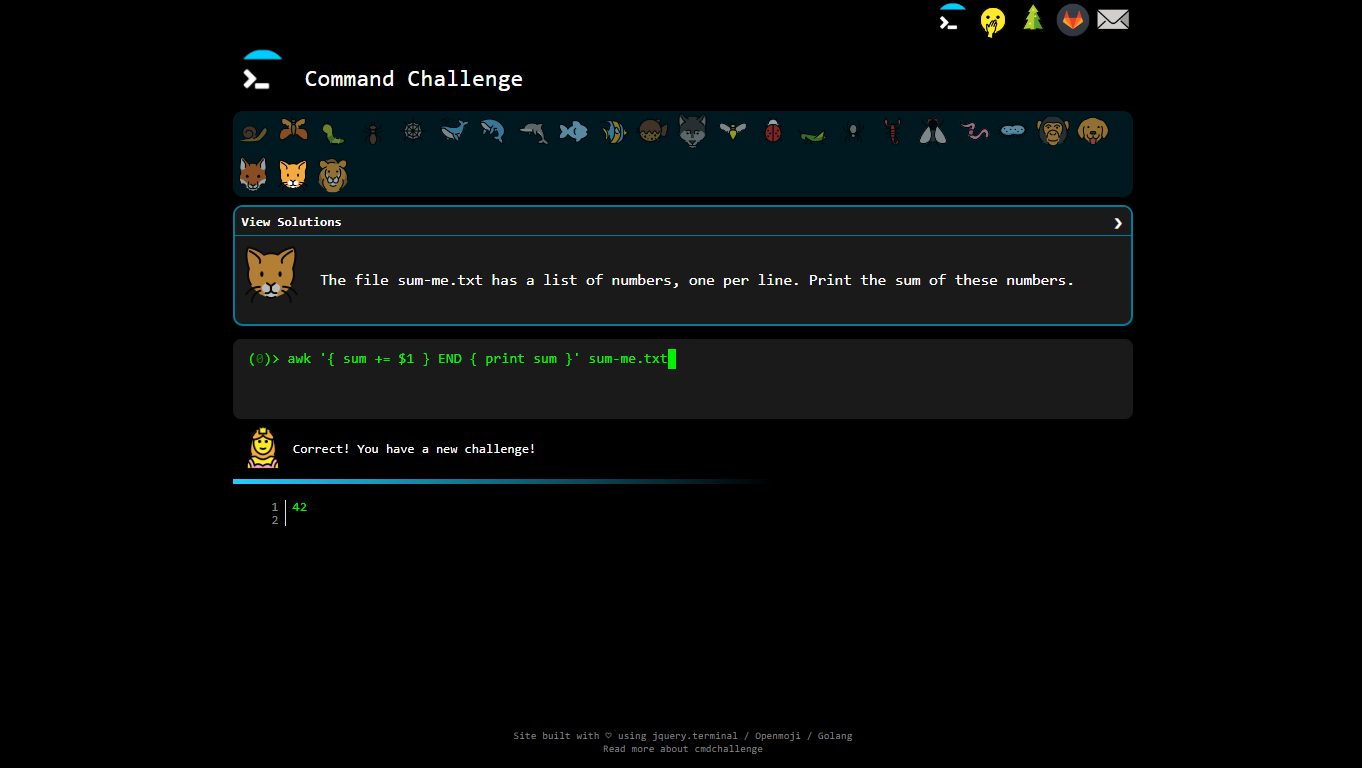 Command Challenge
View Solutions
The file sum-me.txt has a list of numbers, one per line. Print the sum of these numbers.
(0)> awk '{ sum += $1 } END { print sum }' sum-me.txt
Correct! You have a new challenge!
1 42
2
Site built with ♡ using jquery.terminal / Openmoji / Golang
Read more about cmdchallenge